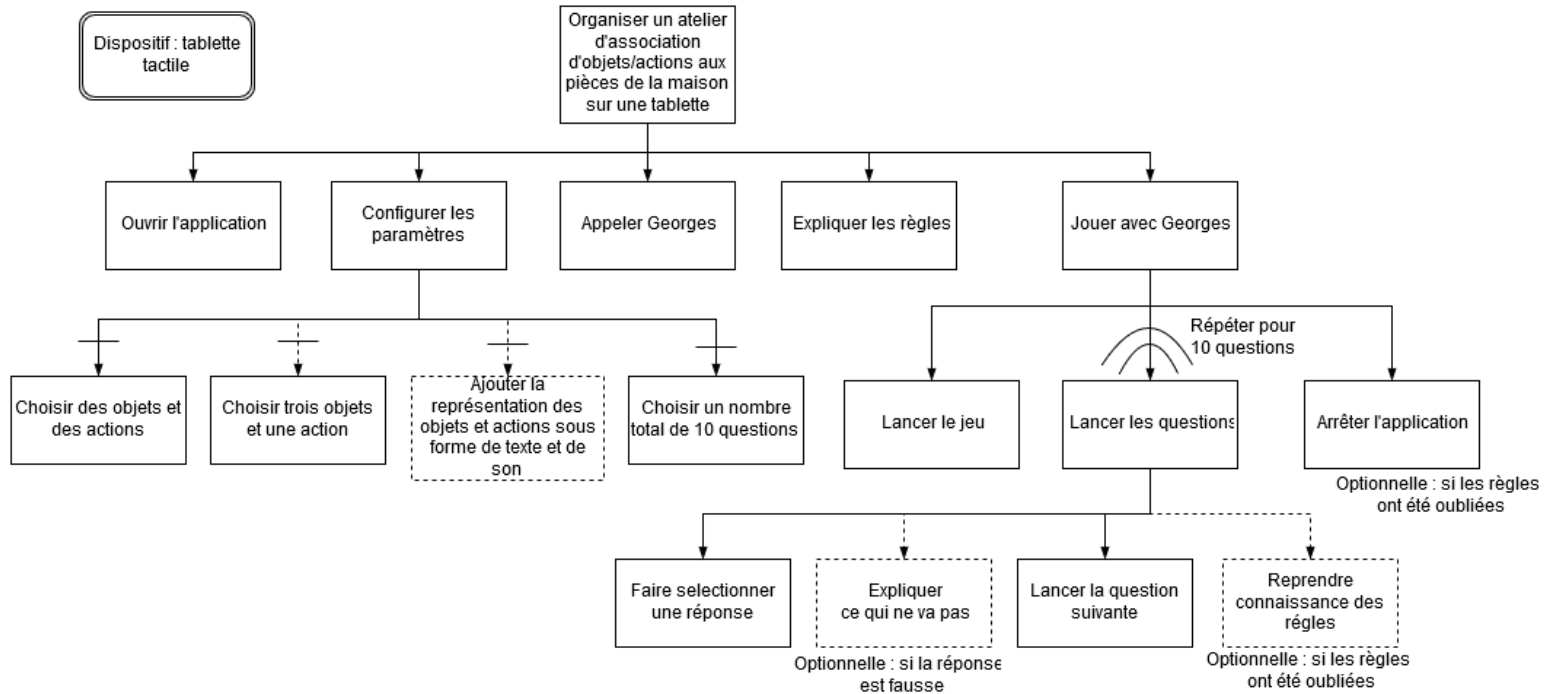 Dispositif : tablette
tactile
Organiser un atelier
d'association
d'objets/actions aux
pièces de la maison
sur une tablette
Ouvrir l'application
Configurer les
paramètres
Appeler Georges
Expliquer les règles
Jouer avec Georges
Répéter pour
10 questions
Choisir des objets et
des actions
Choisir trois objets
et une action
Ajouter la
représentation des
objets et actions sous
forme de texte et de
son
Choisir un nombre
total de 10 questions
Lancer le jeu
Lancer les questions
Arrêter l'application
Optionnelle : si les règles
ont été oubliées
Faire selectionner
une réponse
Expliquer
ce qui ne va pas
Optionnelle : si la réponse
est fausse
Lancer la question
suivante
Reprendre
connaissance des
régles
Optionnelle : si les règles
ont été oubliées